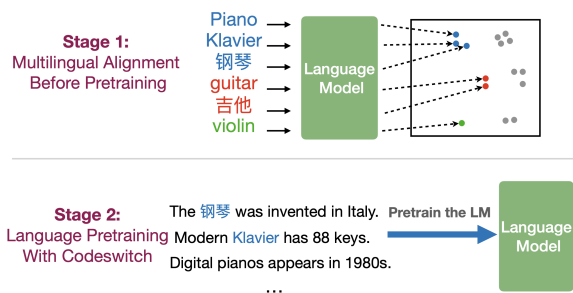 Stage 1:
Multilingual Alignment
Before Pretraining
Piano
Klavier
钢琴
guitar
吉他
violin
Language
Model
Stage 2:
Language Pretraining
With Codeswitch
The 钢琴 was invented in Italy.
Modern Klavier has 88 keys.
Digital pianos appears in 1980s.
...
Pretrain the LM
Language
Model